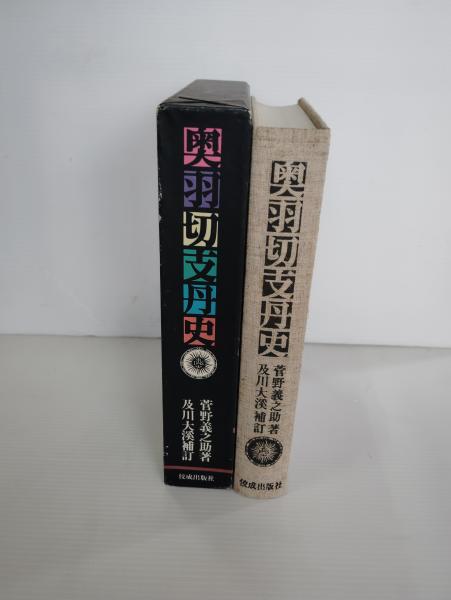 奥羽切支丹史
菅野義之助著
及川大溪補訂
佼成出版社
奥羽切支丹史
菅野義之助著
及川大溪補訂
佼成出版社